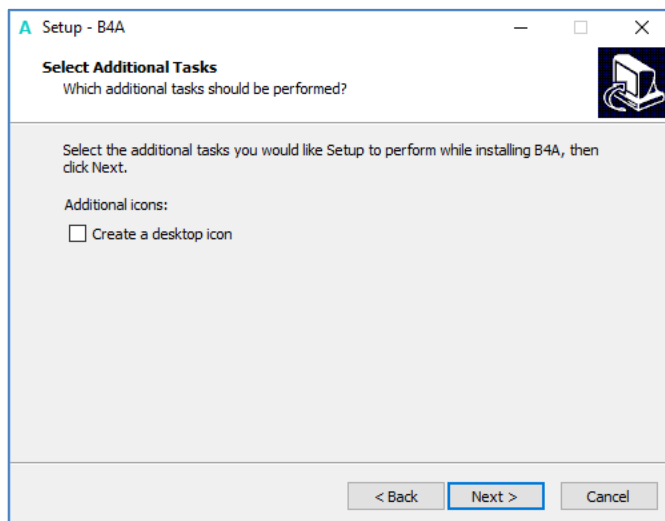 A Setup - B4A
Select Additional Tasks
Which additional tasks should be performed?
Select the additional tasks you would like Setup to perform while installing B4A, then
click Next.
Additional icons:
Create a desktop icon
< Back Next > Cancel